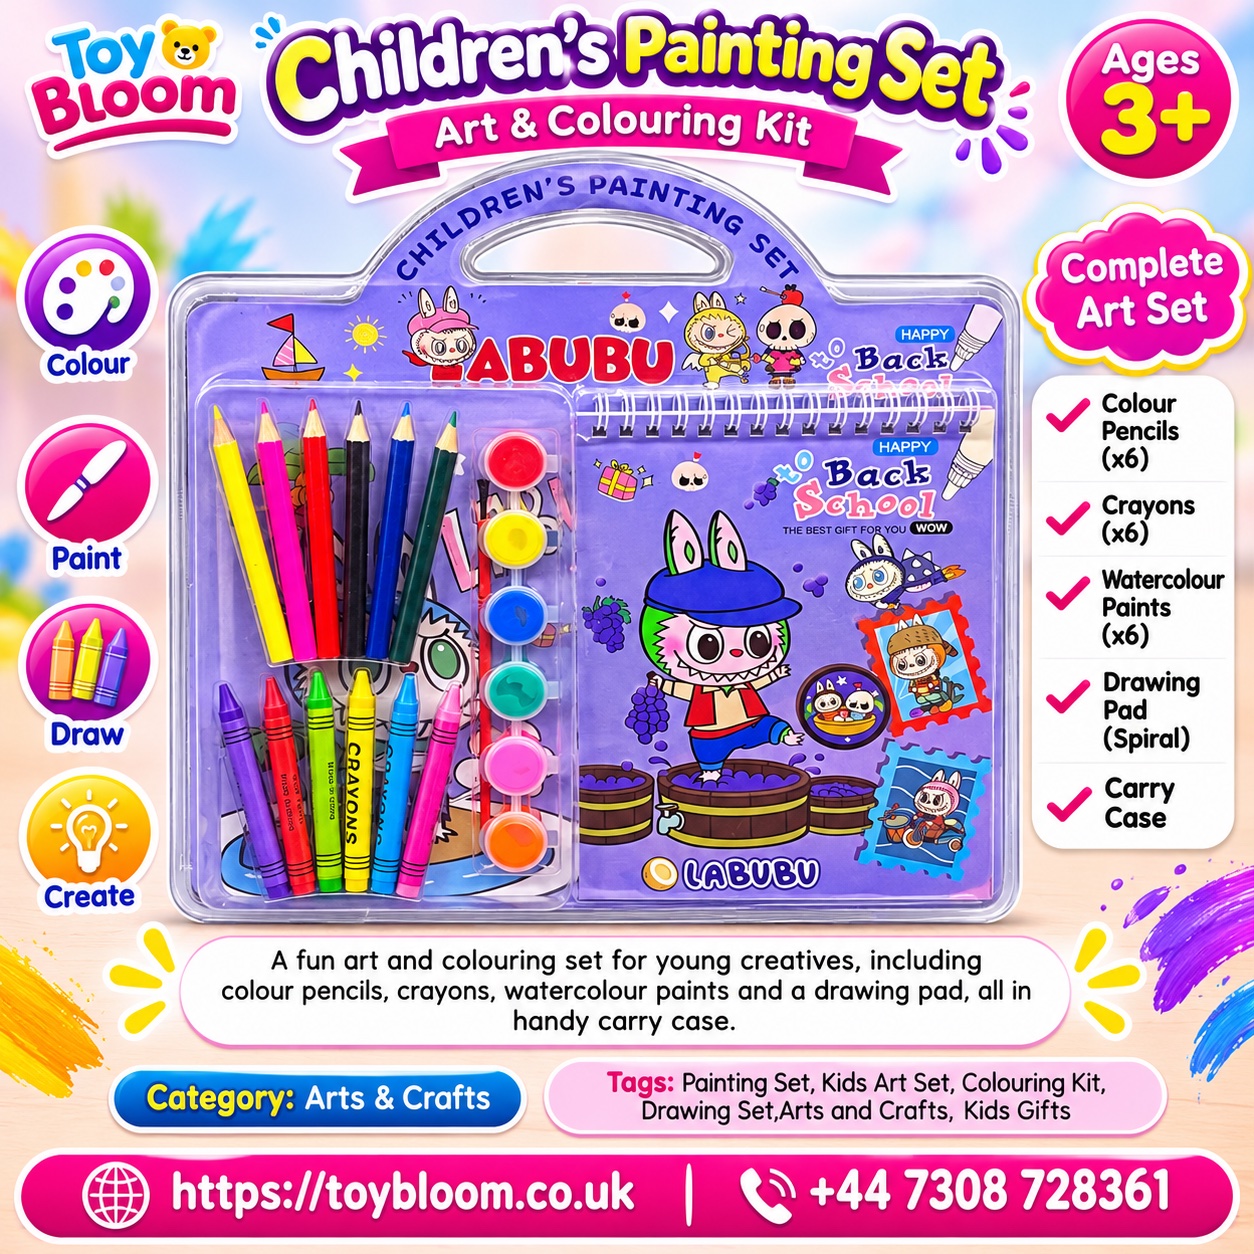 Toy
BLoom
Children's Painting Set
Art & Colouring Kit
Ages
3+
CHILDREN'S PAINTING SET
LABUBU
HAPPY
to Back
School
Complete
Art Set
Colour
Paint
Draw
Create
CRAYONS
CRAYONS
HAPPY
to Back
School
THE BEST GIFT FOR YOU WOW
LABUBU
Colour
Pencils
(x6)
Crayons
(x6)
Watercolour
Paints
(x6)
Drawing
Pad
(Spiral)
Carry
Case
A fun art and colouring set for young creatives, including
colour pencils, crayons, watercolour paints and a drawing pad, all in
handy carry case.
Category: Arts & Crafts
Tags: Painting Set, Kids Art Set, Colouring Kit,
Drawing Set,Arts and Crafts, Kids Gifts
https://toybloom.co.uk | +44 7308 728361